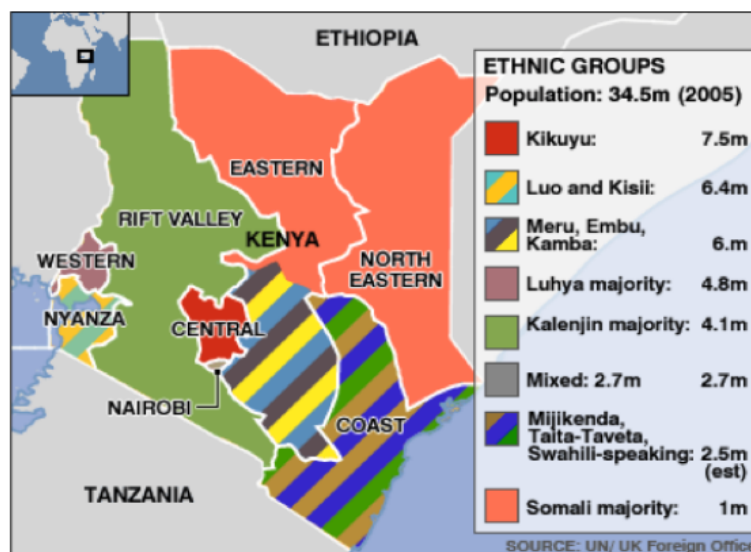 ETHIOPIA
EASTERN
RIFT VALLEY
KENYA
NORTH
EASTERN
WESTERN
NYANZA
CENTRAL
NAIROBI
COAST
TANZANIA
ETHNIC GROUPS
Population: 34.5m (2005)
Kikuyu: 7.5m
Luo and Kisii: 6.4m
Meru, Embu,
Kamba: 6.m
Luhya majority: 4.8m
Kalenjin majority: 4.1m
Mixed: 2.7m 2.7m
Mijikenda,
Taita-Taveta,
Swahili-speaking: 2.5m
(est)
Somali majority: 1m
SOURCE: UN/ UK Foreign Office